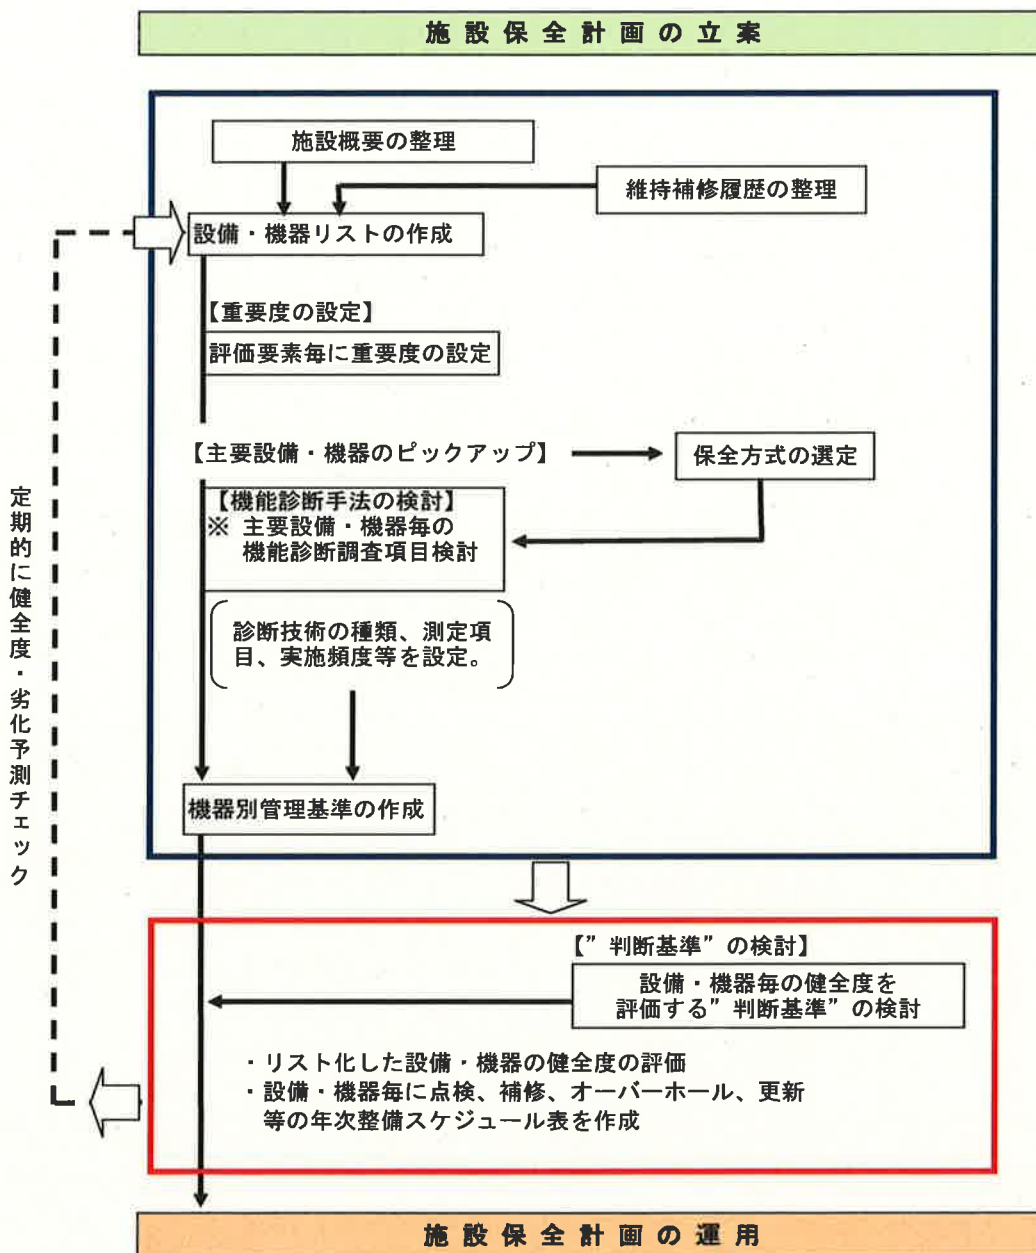 施設保全計画の立案
施設概要の整理
維持補修履歴の整理
設備・機器リストの作成
【重要度の設定】
評価要素毎に重要度の設定
【主要設備・機器のピックアップ】
保全方式の選定
【機能診断手法の検討】
※ 主要設備・機器毎の
機能診断調査項目検討
診断技術の種類、測定項
目、実施頻度等を設定。
機器別管理基準の作成
定期的に健全度・劣化予測チェック
【”判断基準”の検討】
設備・機器毎の健全度を
評価する”判断基準”の検討
・リスト化した設備・機器の健全度の評価
・設備・機器毎に点検、補修、オーバーホール、更新
等の年次整備スケジュール表を作成
施設保全計画の運用